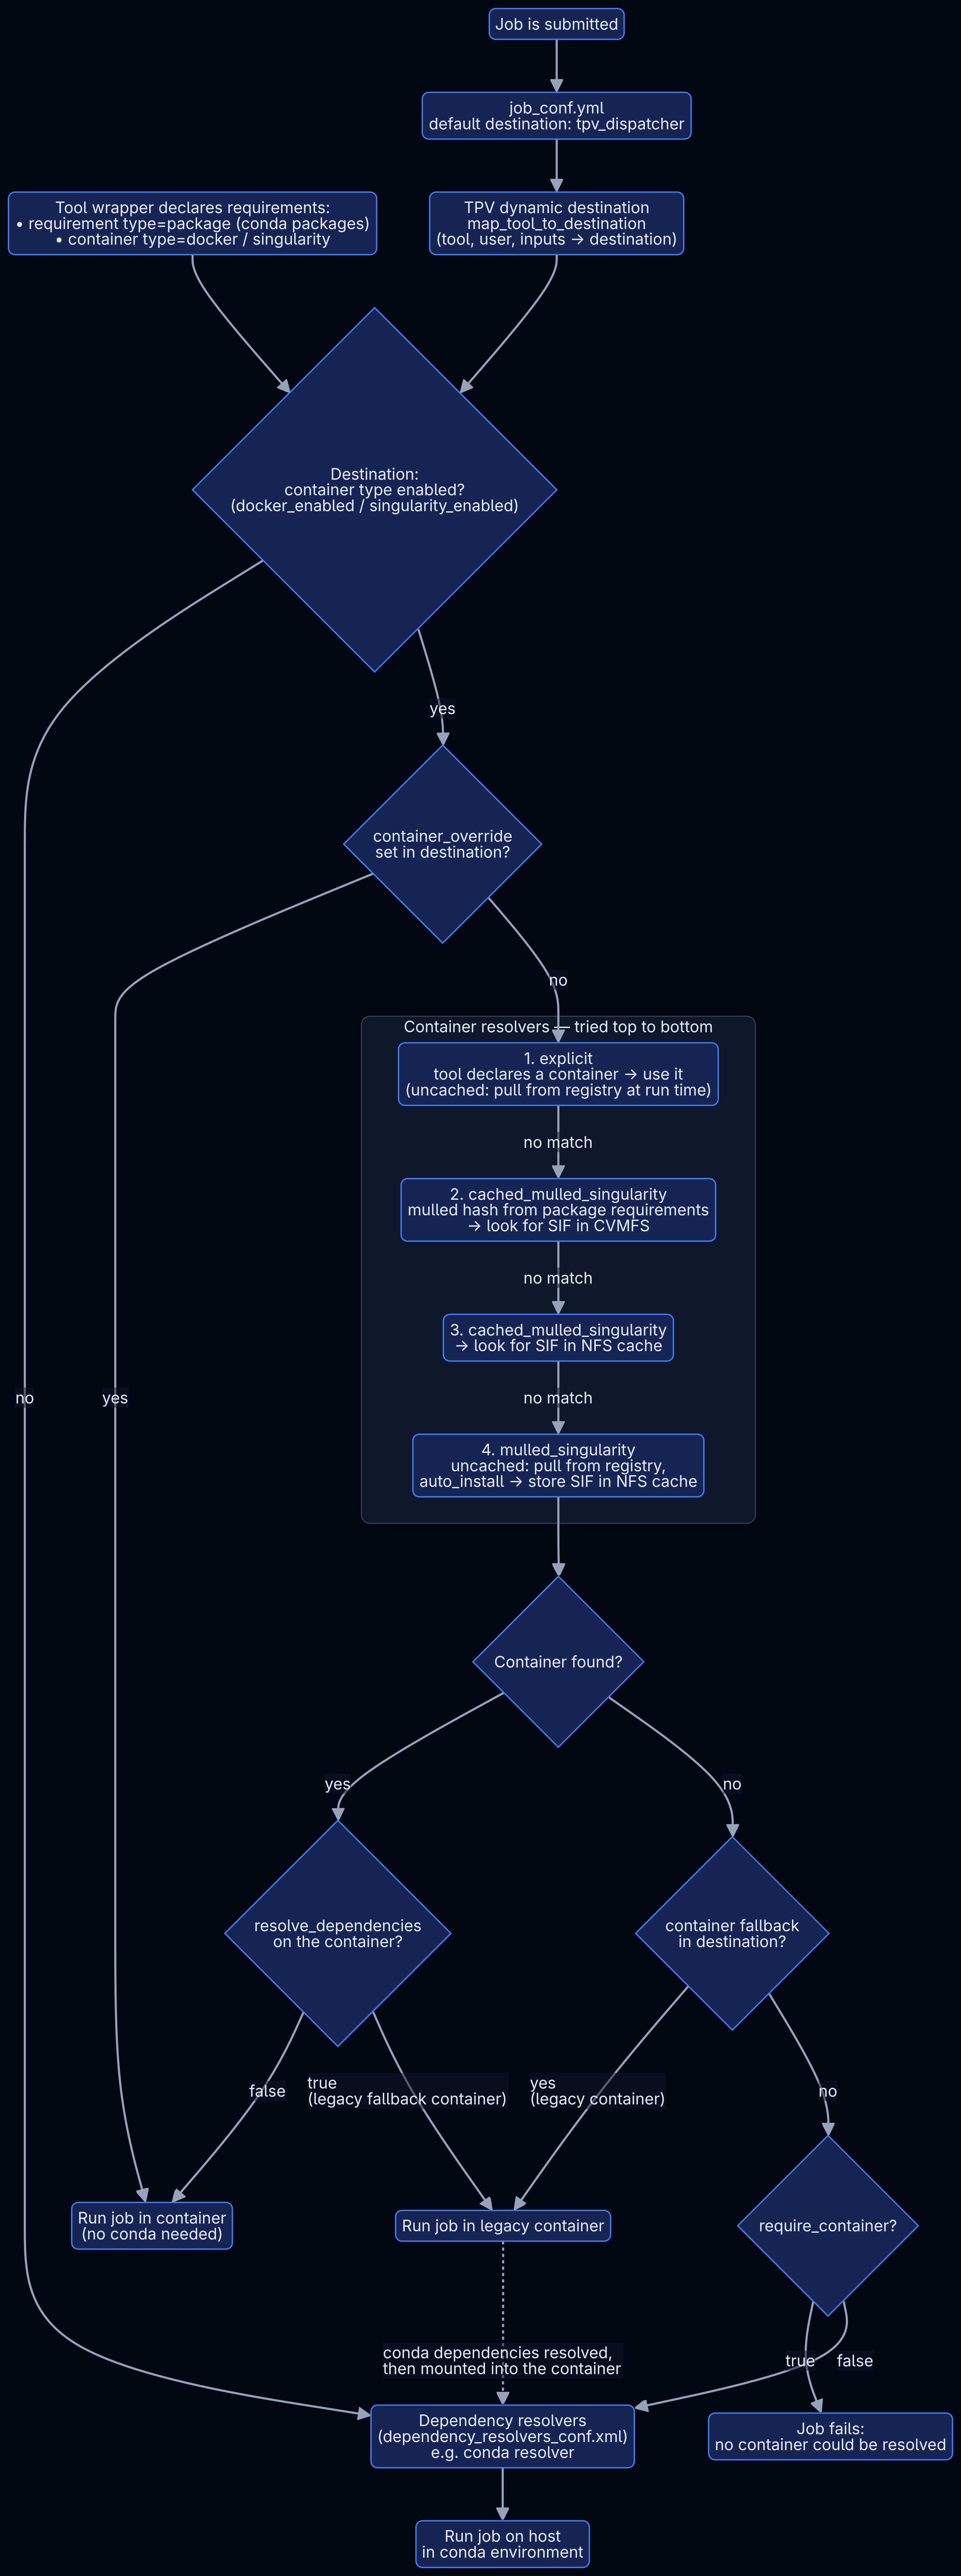 Job is submitted
job_conf.yml
default destination: tpv_dispatcher
Tool wrapper declares requirements:
• requirement type=package (conda packages)
• container type=docker / singularity
TPV dynamic destination
map_tool_to_destination
(tool, user, inputs → destination)
Destination:
container type enabled?
(docker_enabled / singularity_enabled)
yes
container_override
set in destination?
no
Container resolvers — tried top to bottom
1. explicit
tool declares a container → use it
(uncached: pull from registry at run time)
no match
2. cached_mulled_singularity
mulled hash from package requirements
→ look for SIF in CVMFS
no match
3. cached_mulled_singularity
→ look for SIF in NFS cache
no
yes
no match
4. mulled_singularity
uncached: pull from registry,
auto_install → store SIF in NFS cache
Container found?
yes
no
resolve_dependencies
on the container?
container fallback
in destination?
false
true
(legacy fallback container)
yes
(legacy container)
no
Run job in container
(no conda needed)
Run job in legacy container
require_container?
conda dependencies resolved,
then mounted into the container
true
false
Dependency resolvers
(dependency_resolvers_conf.xml)
e.g. conda resolver
Job fails:
no container could be resolved
Run job on host
in conda environment